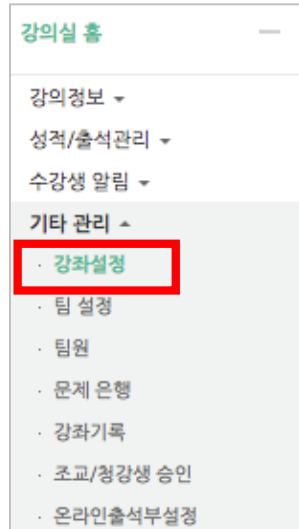 강의실 홈
강의정보
성적/출석관리
수강생 알림
기타 관리
· 강좌설정
· 팀 설정
· 팀원
· 문제 은행
· 강좌기록
· 조교/청강생 승인
· 온라인출석부설정